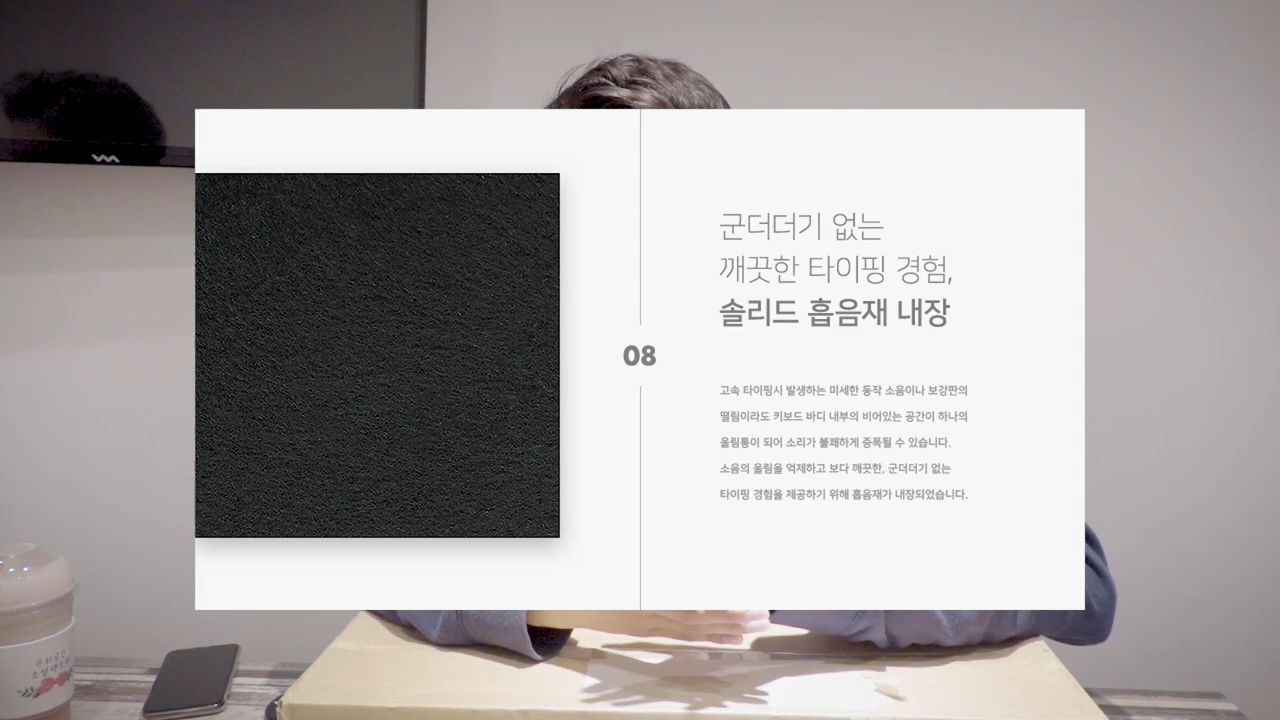 군더더기 없는
깨끗한 타이핑 경험,
솔리드 흡음재 내장
08
고속 타이핑시 발생하는 미세한 동작 소음이나 보강판의
떨림이라도 키보드 바디 내부의 비어있는 공간이 하나의
울림통이 되어 소리가 불쾌하게 증폭될 수 있습니다.
소음의 울림을 억제하고 보다 깨끗한, 군더더기 없는
타이핑 경험을 제공하기 위해 흡음재가 내장되었습니다.